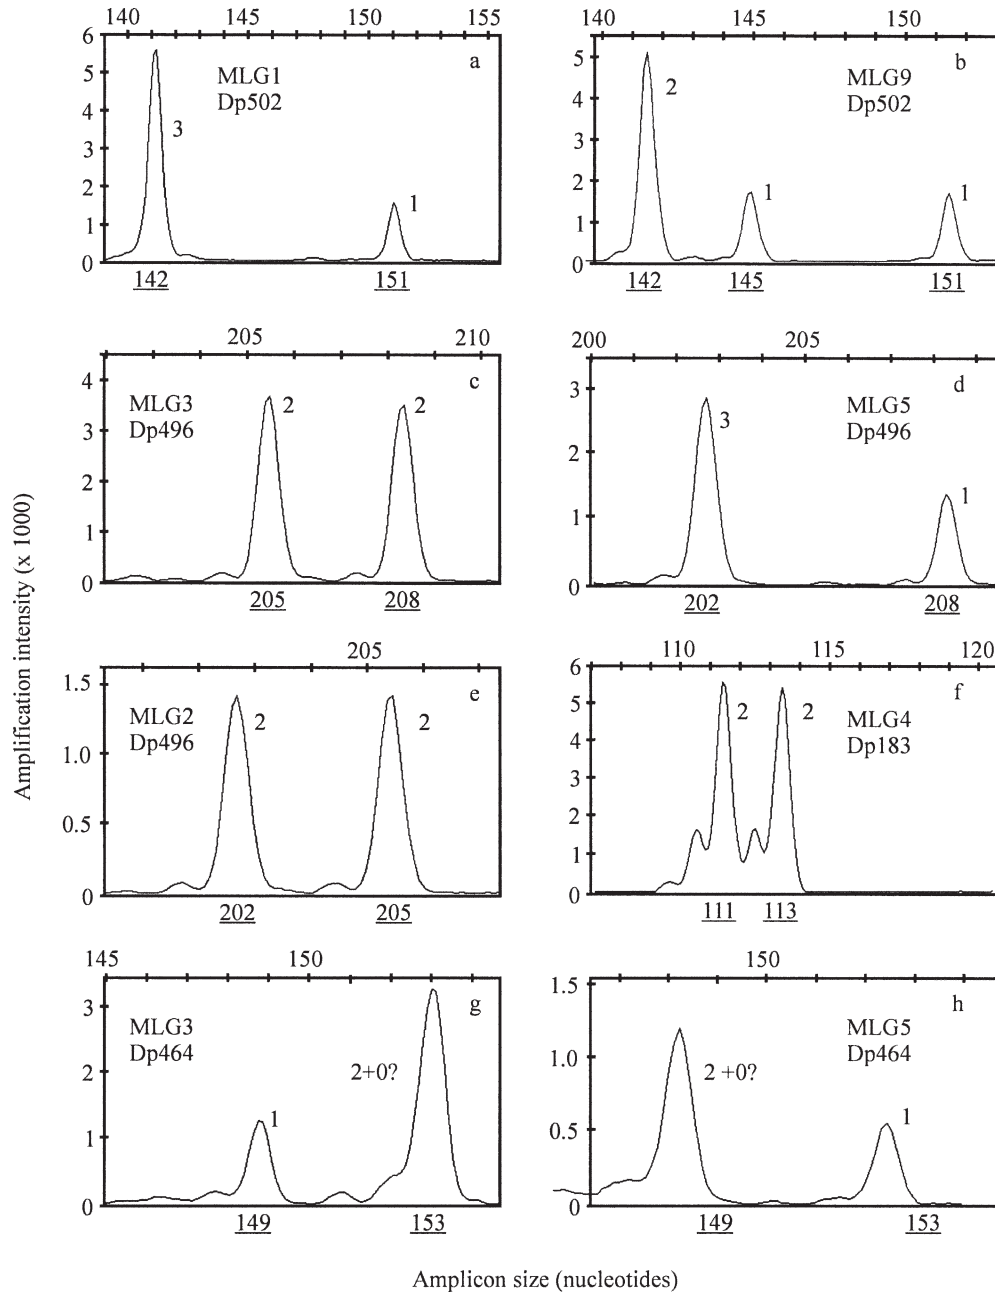 140 145 150 155
6
5
4
3
2
1
0
a
MLG1
Dp502
3
1
142 151
140 145 150
5
4
3
2
1
0
b
MLG9
Dp502
2
1
1
142 145 151
205 210
4
3
2
1
0
c
MLG3
Dp496
2
2
205 208
200 205
3
2
1
0
d
MLG5
Dp496
3
1
202 208
205
1.5
1.0
0.5
0
e
MLG2
Dp496
2
2
202 205
110 115 120
6
5
4
3
2
1
0
f
MLG4
Dp183
2
2
111 113
145 150
3
2
1
0
g
MLG3
Dp464
2+0?
1
149 153
150
1.5
1.0
0.5
0
h
MLG5
Dp464
2 +0?
1
149 153
Amplification intensity (x 1000)
Amplicon size (nucleotides)